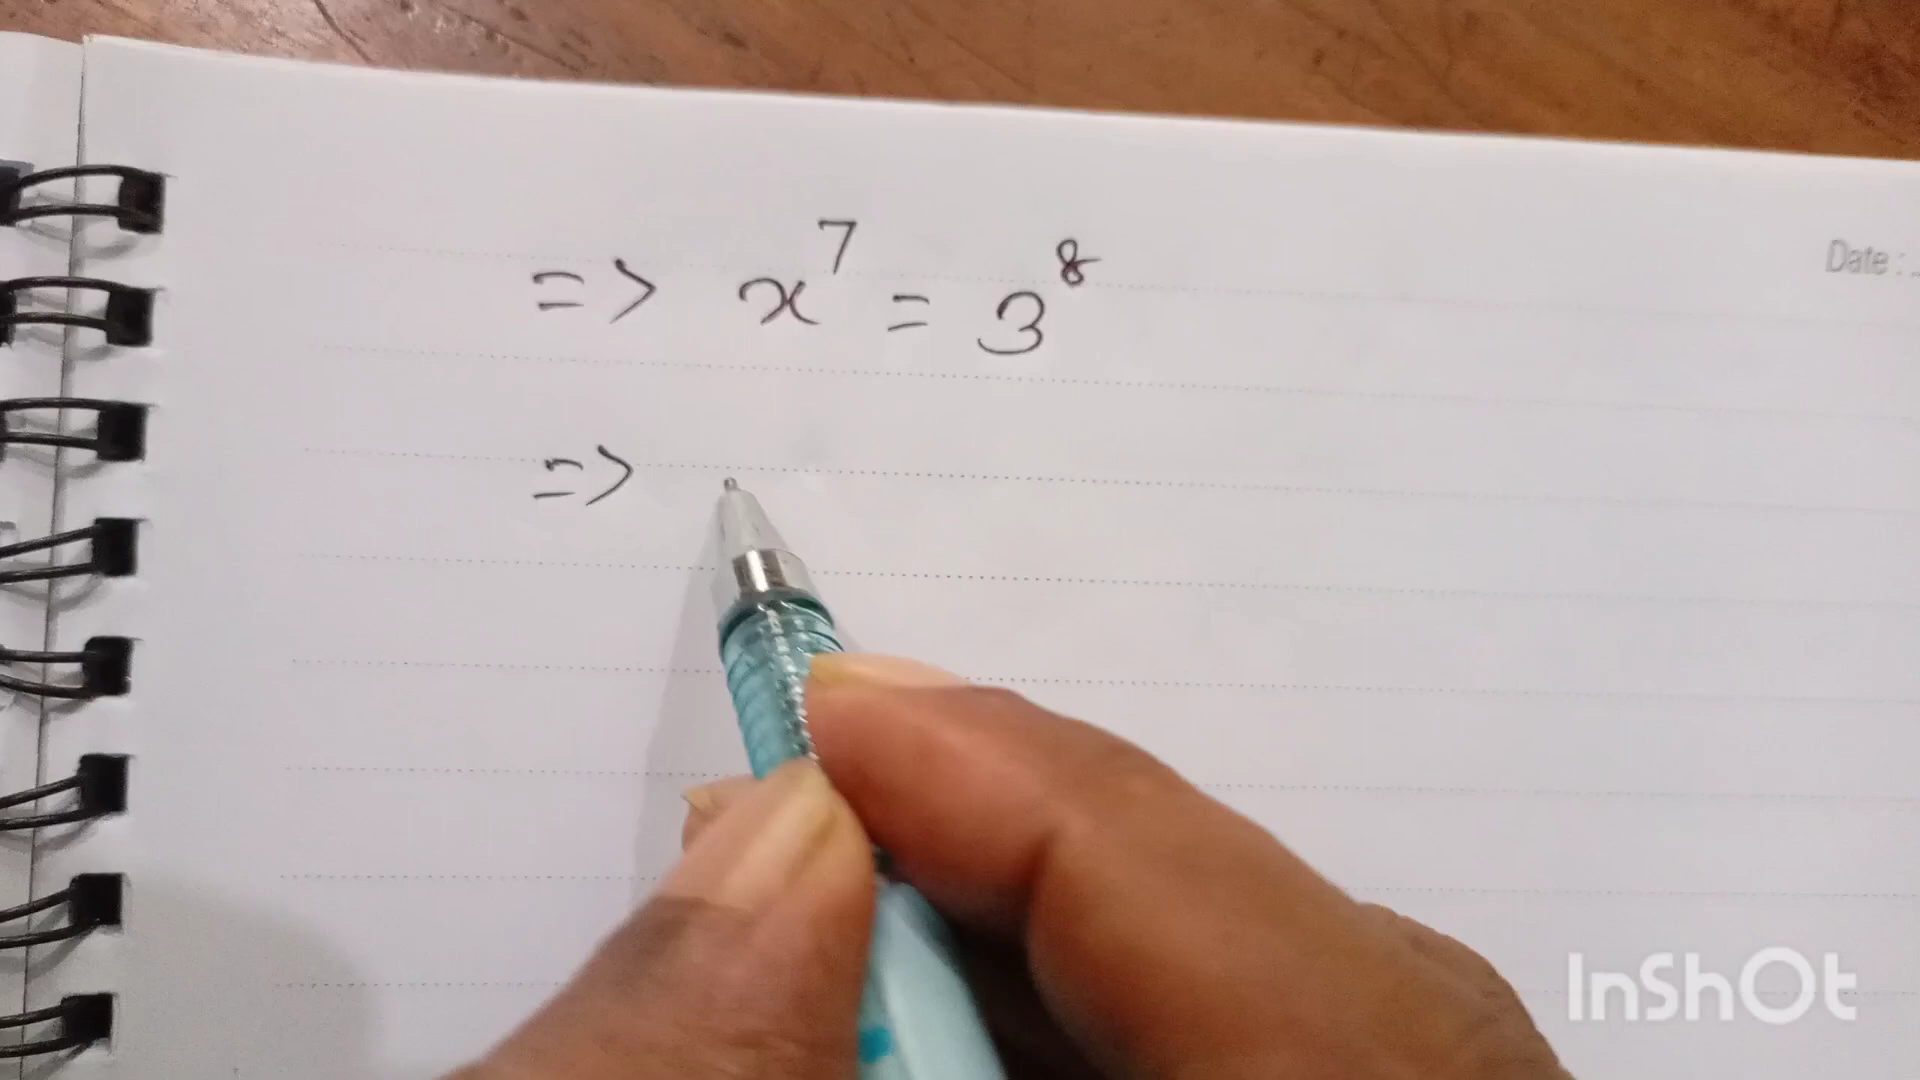 => x⁷ = 3⁸
Date :
=>
InShOt